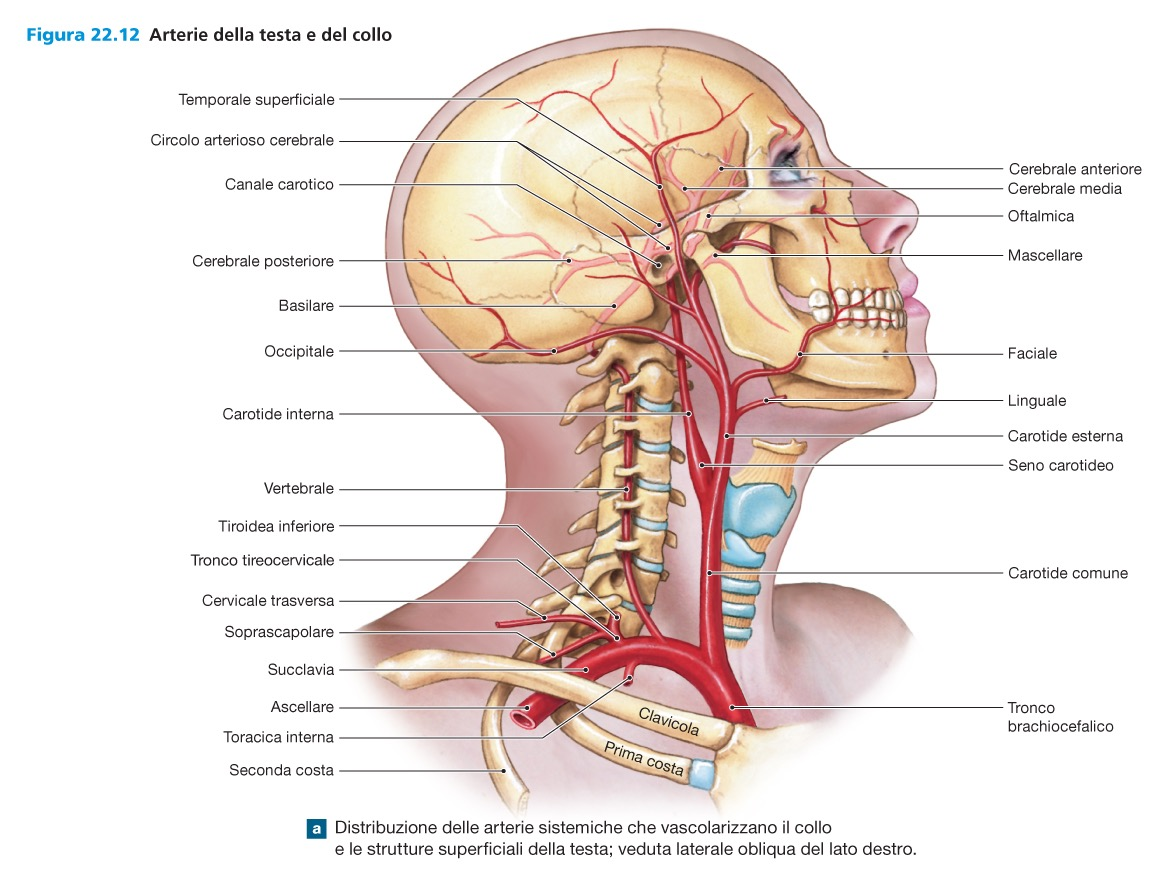 Figura 22.12 Arterie della testa e del collo
Temporale superficiale
Circolo arterioso cerebrale
Canale carotico
Cerebrale posteriore
Basilare
Occipitale
Carotide interna
Vertebrale
Tiroidea inferiore
Tronco tireocervicale
Cervicale trasversa
Soprascapolare
Succlavia
Ascellare
Toracica interna
Seconda costa
Cerebrale anteriore
Cerebrale media
Oftalmica
Mascellare
Faciale
Linguale
Carotide esterna
Seno carotideo
Carotide comune
Tronco
brachiocefalico
Clavicola
Prima costa
a Distribuzione delle arterie sistemiche che vascolarizzano il collo
e le strutture superficiali della testa; veduta laterale obliqua del lato destro.